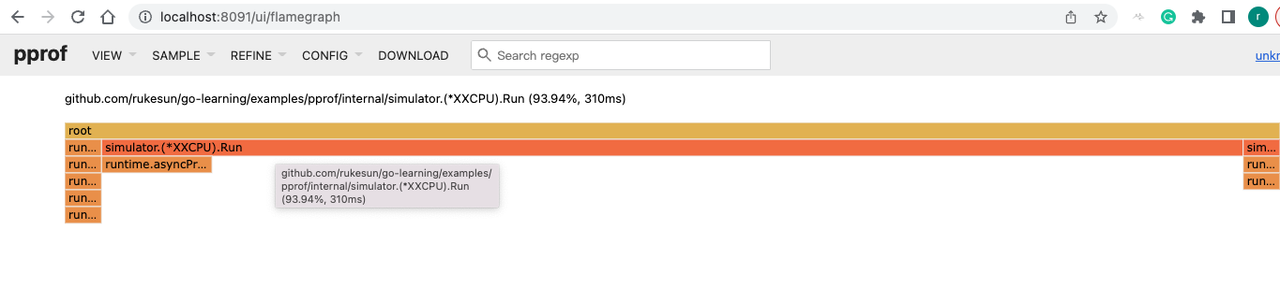 localhost:8091/ui/flamegraph
r
pprof VIEW SAMPLE REFINE CONFIG DOWNLOAD Search regexp unkr
github.com/rukesun/go-learning/examples/pprof/internal/simulator.(*XXCPU).Run (93.94%, 310ms)
root
run... simulator.(*XXCPU).Run sim...
run... runtime.asyncPr... run...
github.com/rukesun/go-learning/examples/
run... pprof/internal/simulator.(*XXCPU).Run run...
run... (93.94%, 310ms)
run...